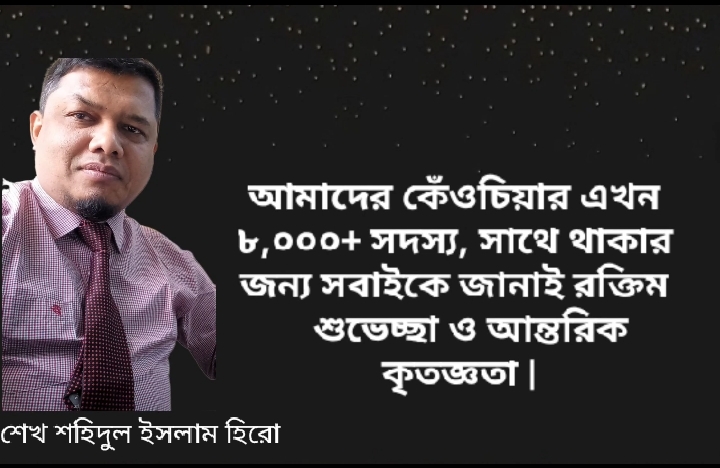 আমাদের কেঁওচিয়ার এখন
৮,০০০+ সদস্য, সাথে থাকার
জন্য সবাইকে জানাই রক্তিম
শুভেচ্ছা ও আন্তরিক
কৃতজ্ঞতা |
শেখ শহিদুল ইসলাম হিরো